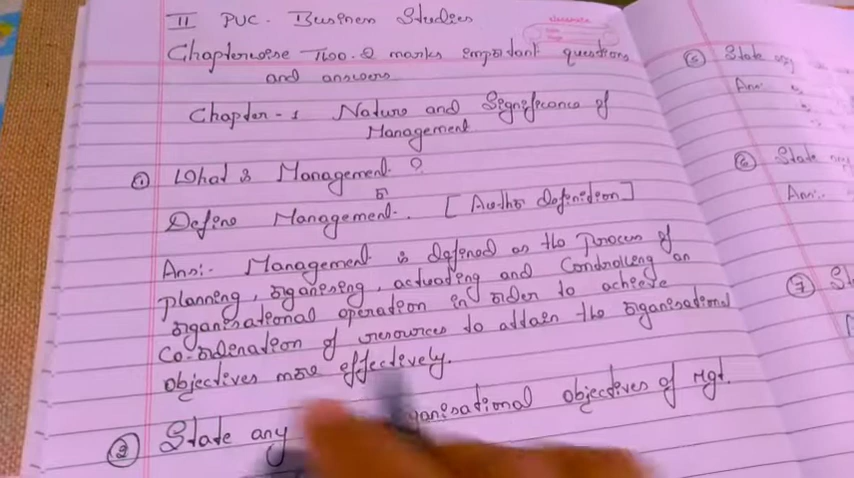 II PUC. Business Studies
Chapterwise Two. 2 marks important questions
and answers
Chapter - 1 Nature and Significance of
Management
① What is Management ?
or
Define Management. [Author definition]
Ans:- Management is defined as the Process of
planning, organising, actuating and Controlling an
organisational operation in order to achieve
Co-ordination of resources to attain the organisational
objectives more effectively.
② State any organisational objectives of Mgt.
⑤ State any
Ans:
⑥ State any
Ans:.
⑦ St